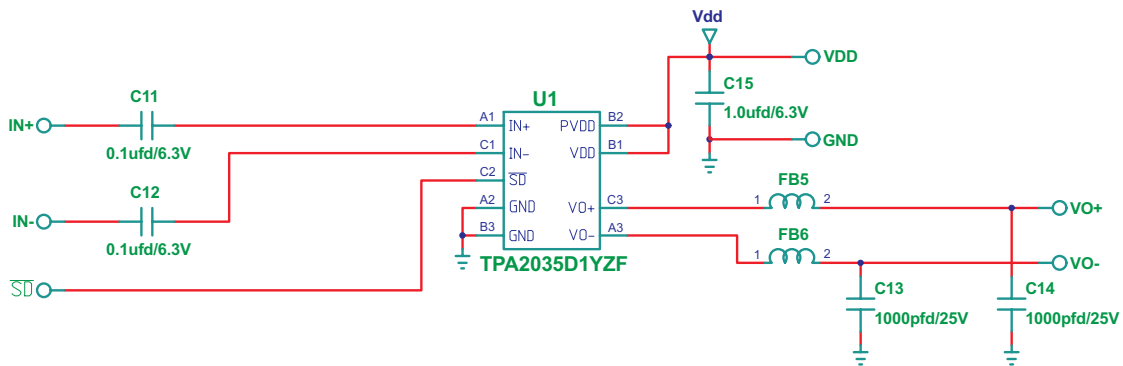 Vdd
VDD
C15
1.0ufd/6.3V
GND
C11
IN+
0.1ufd/6.3V
C12
IN-
0.1ufd/6.3V
SD
U1
A1 IN+ PVDD B2
C1 IN- VDD B1
C2 SD
A2 GND VO+ C3
B3 GND VO- A3
TPA2035D1YZF
FB5
1 2
VO+
FB6
1 2
VO-
C13
1000pfd/25V
C14
1000pfd/25V